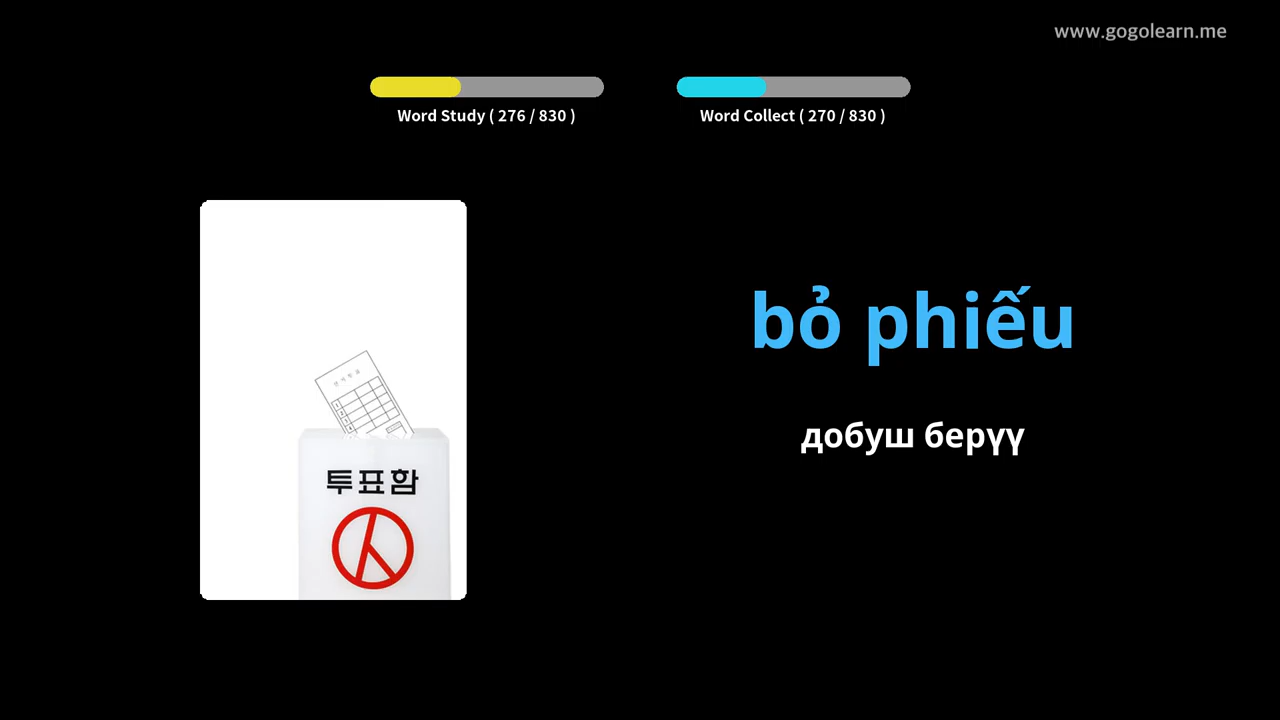 www.gogolearn.me
Word Study ( 276 / 830 )
Word Collect ( 270 / 830 )
bỏ phiếu
добуш берүү
투표함